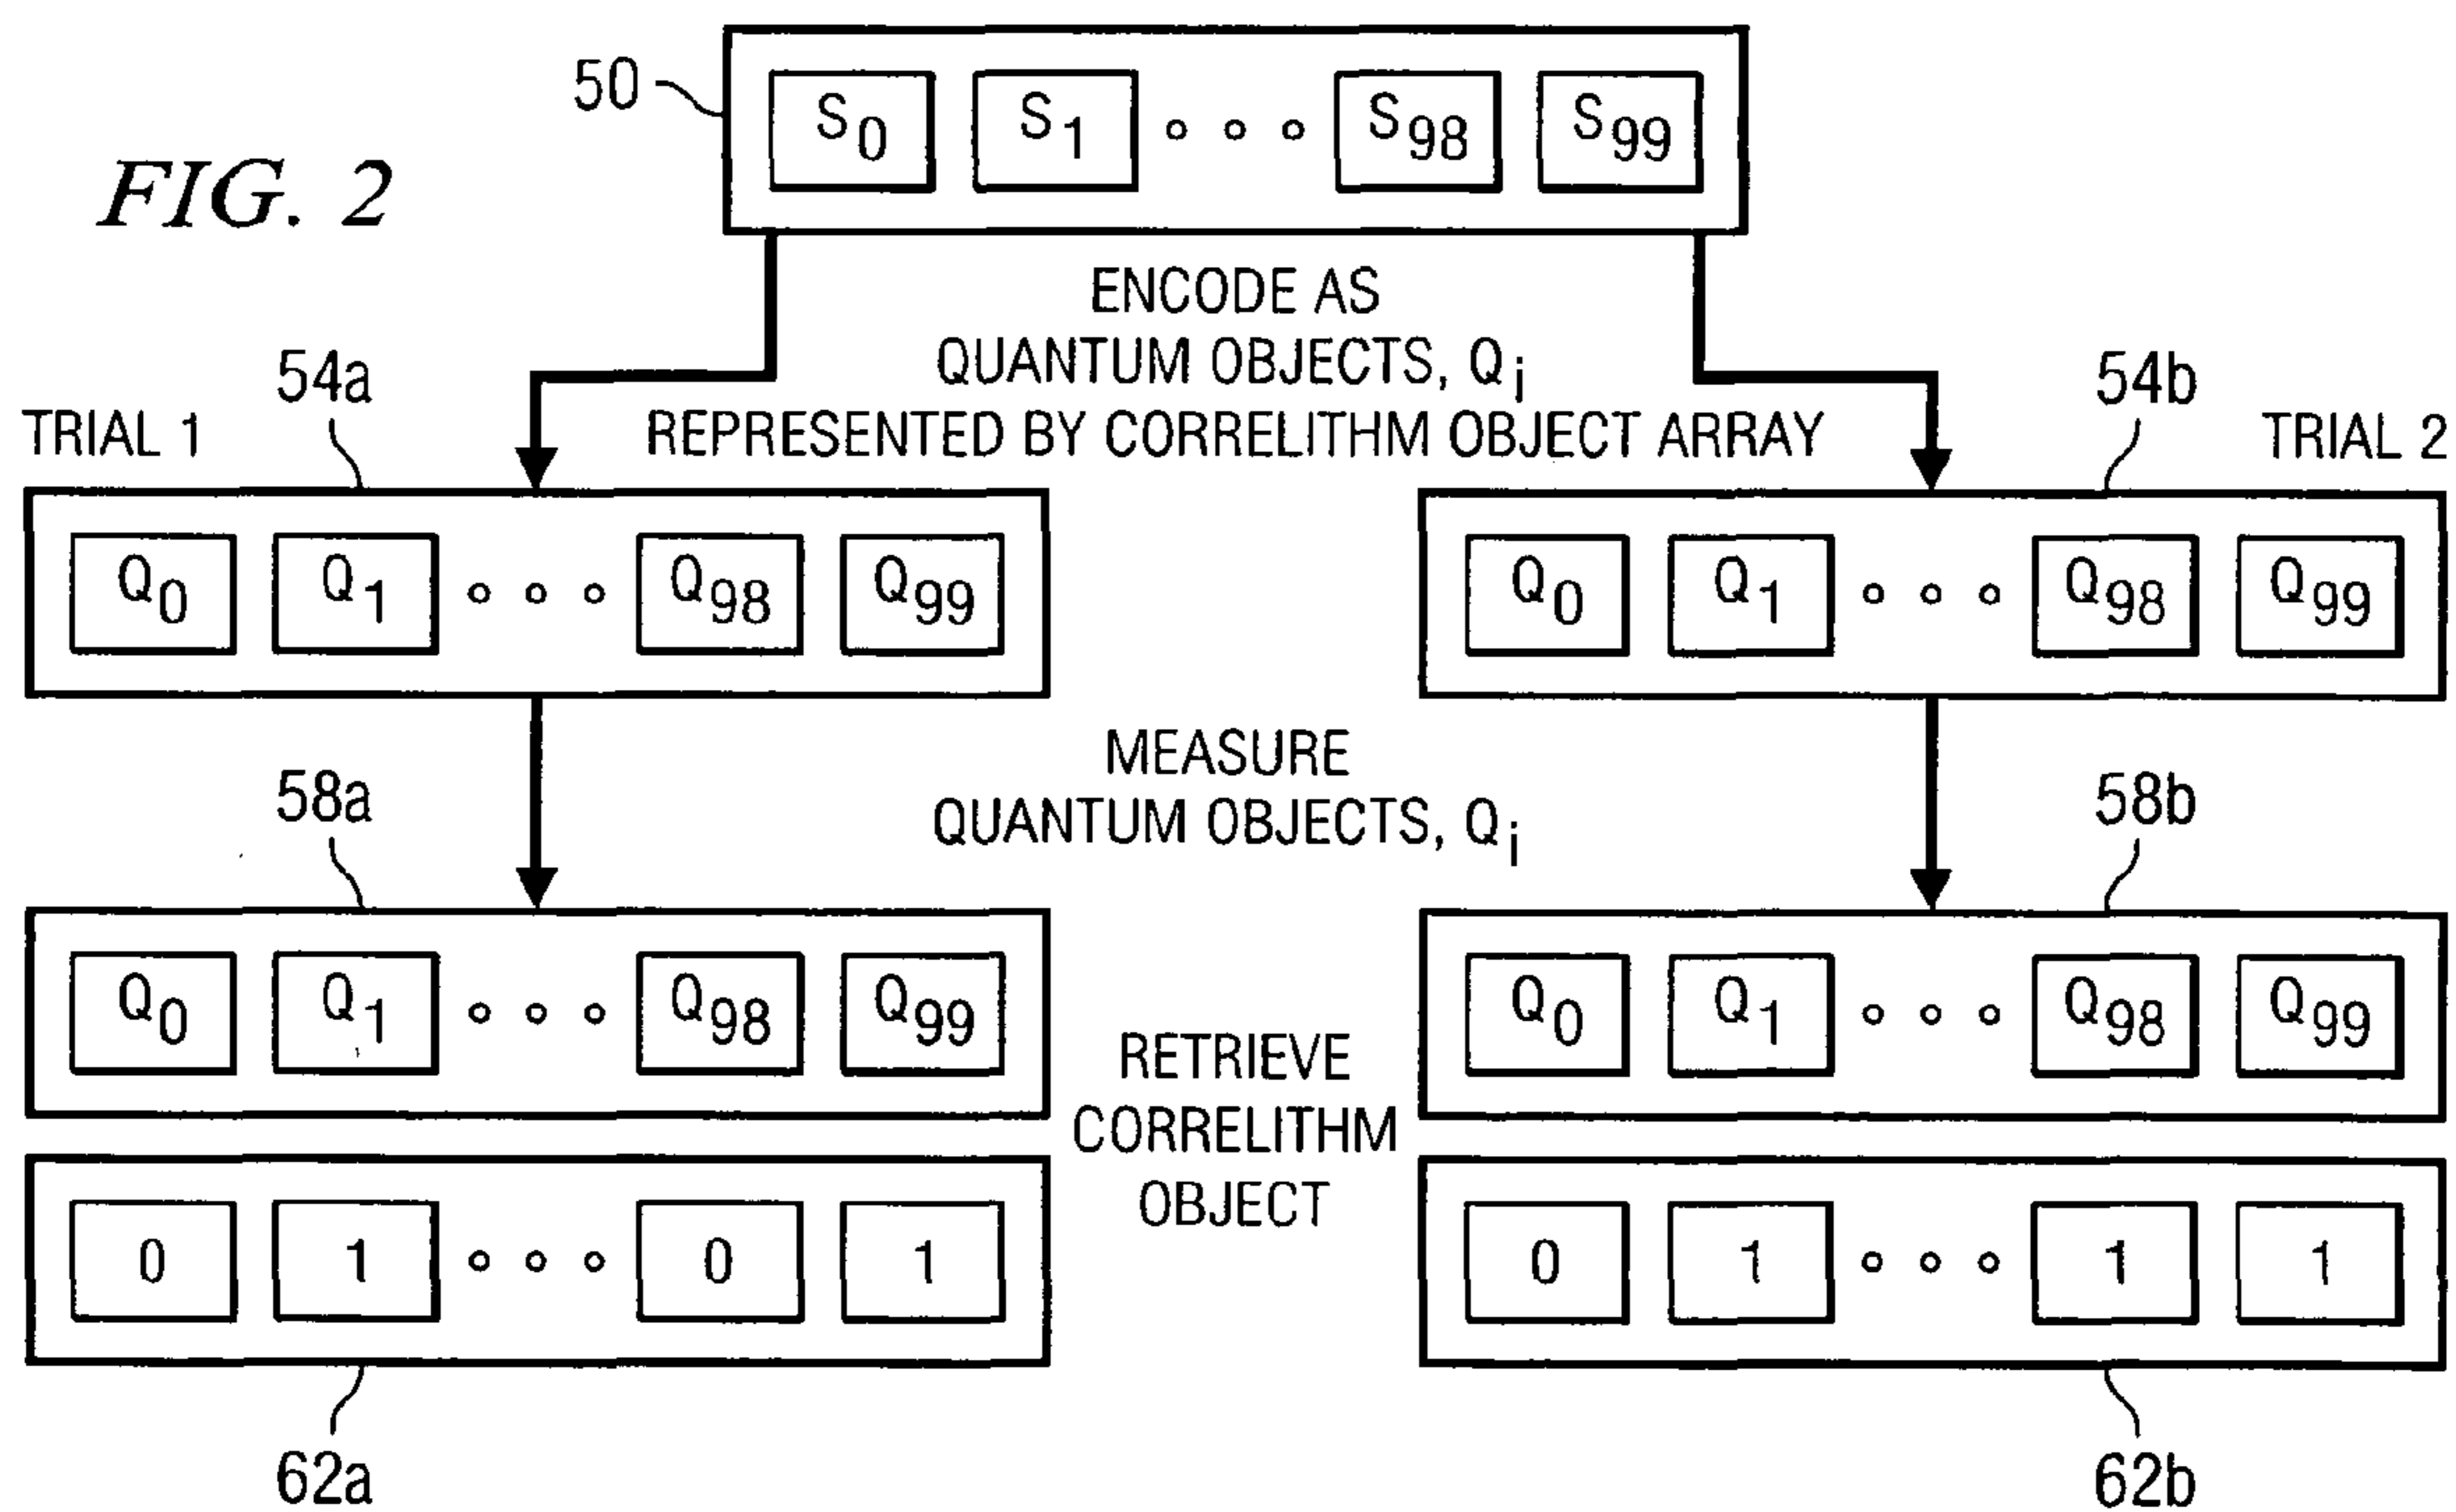 FIG. 2
50
S0 S1 S98 S99
ENCODE AS
QUANTUM OBJECTS, Qi
REPRESENTED BY CORRELITHM OBJECT ARRAY
TRIAL 1
54a
54b
TRIAL 2
Q0 Q1 Q98 Q99
Q0 Q1 Q98 Q99
MEASURE
QUANTUM OBJECTS, Qi
58a
58b
Q0 Q1 Q98 Q99
Q0 Q1 Q98 Q99
RETRIEVE
CORRELITHM
OBJECT
0 1 0 1
0 1 1 1
62a
62b